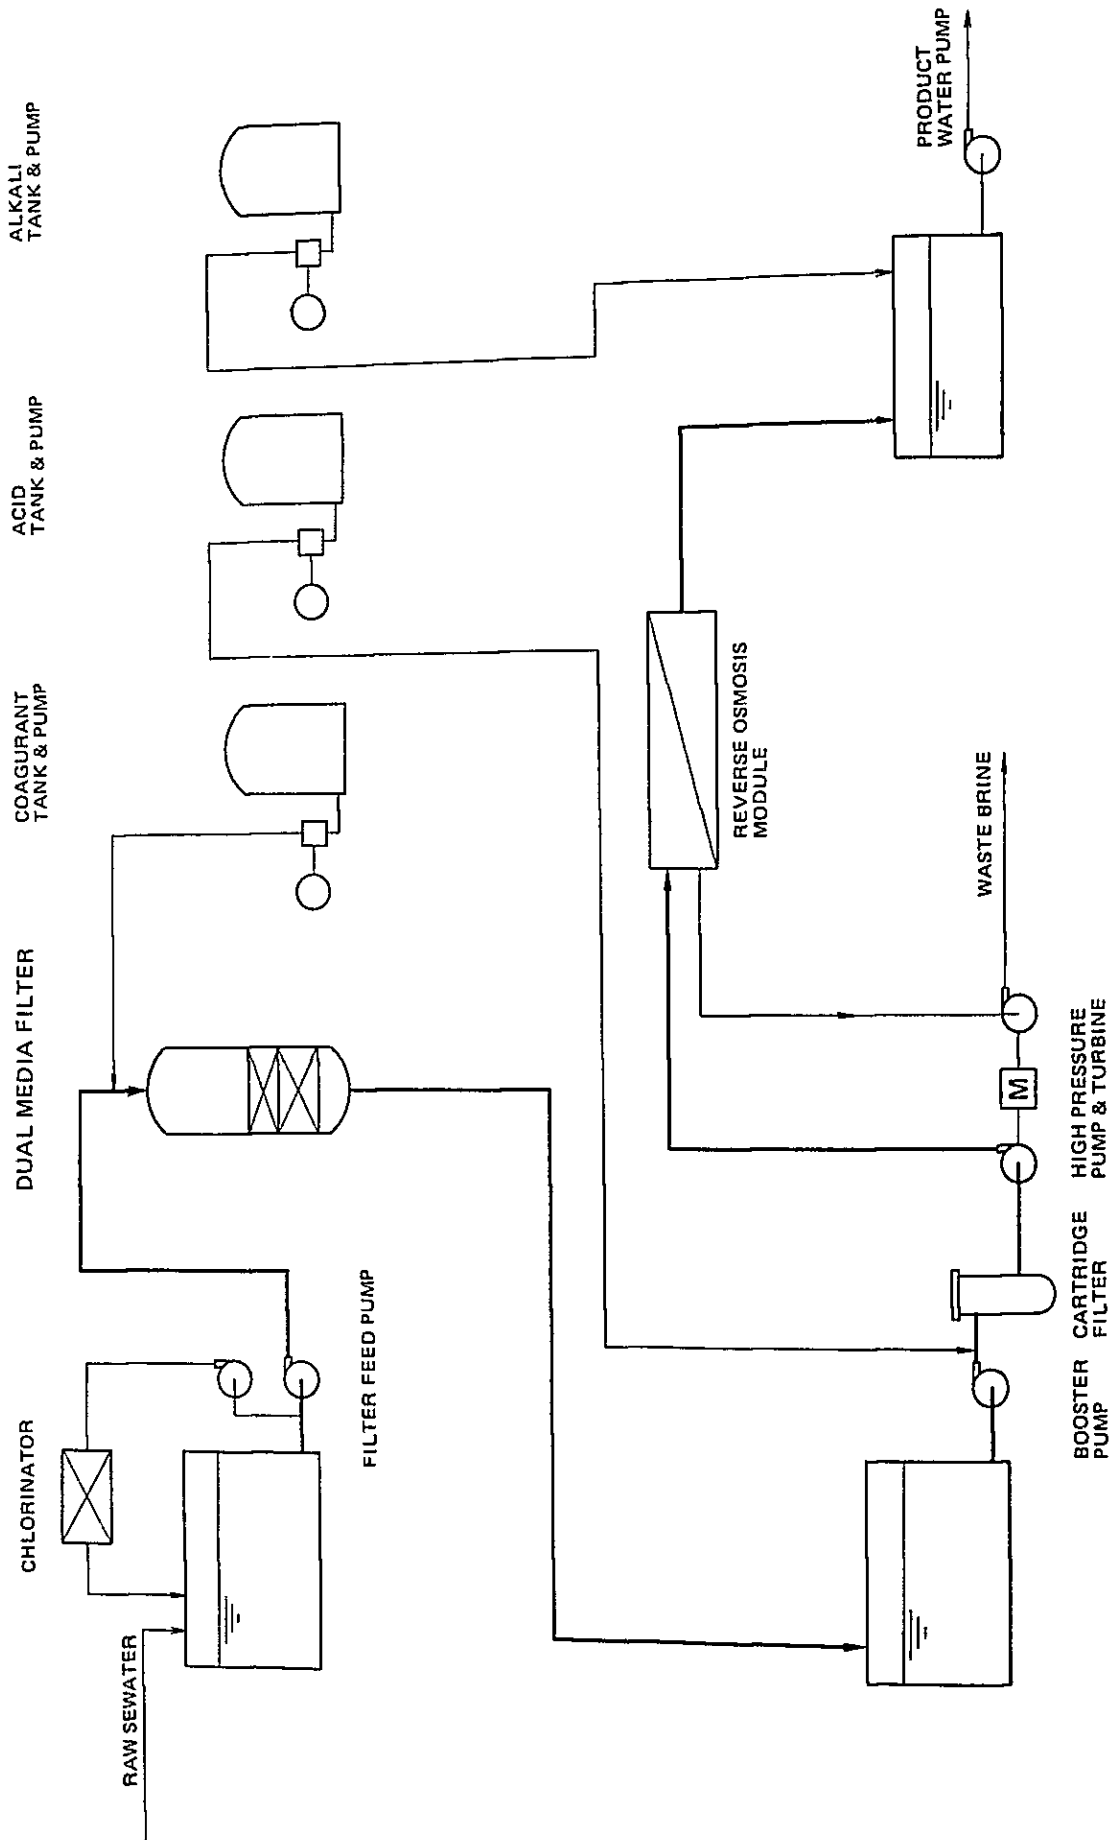 RAW SEWATER
CHLORINATOR
FILTER FEED PUMP
DUAL MEDIA FILTER
COAGURANT
TANK & PUMP
ACID
TANK & PUMP
ALKALI
TANK & PUMP
BOOSTER
PUMP
CARTRIDGE
FILTER
HIGH PRESSURE
PUMP & TURBINE
M
WASTE BRINE
REVERSE OSMOSIS
MODULE
PRODUCT
WATER PUMP